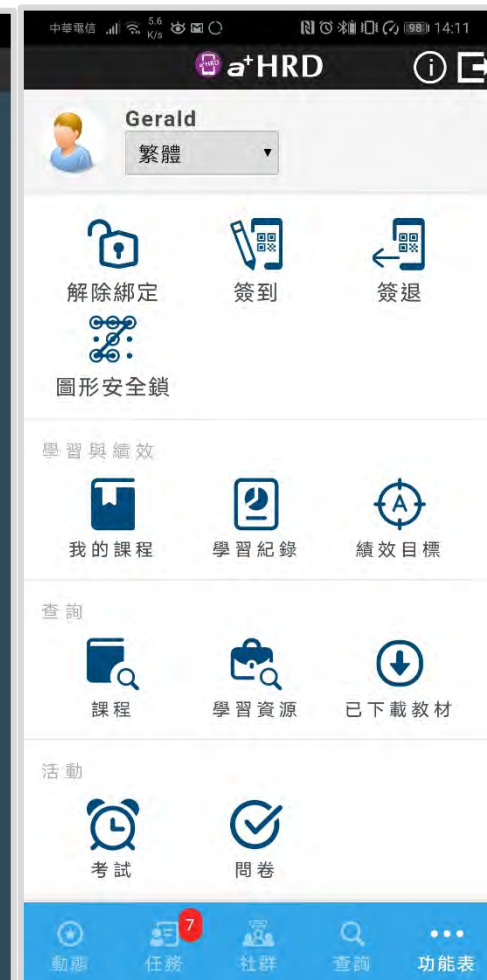 中華電信 5.6 K/s 98 14:11
a+HRD
Gerald
繁體
解除綁定 簽到 簽退
圖形安全鎖
學習與績效
我的課程 學習紀錄 績效目標
查詢
課程 學習資源 已下載教材
活動
考試 問卷
7
動態 任務 社群 查詢 功能表